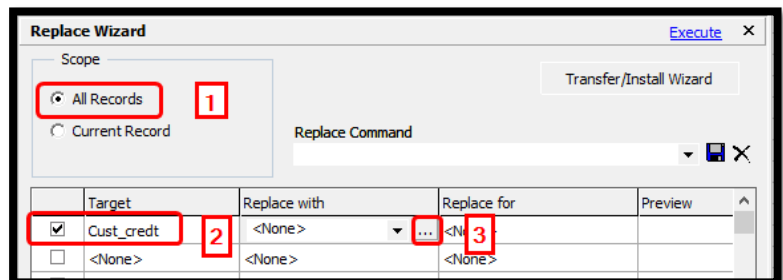 Replace Wizard Execute ×
Scope
Transfer/Install Wizard
All Records 1
Current Record Replace Command
Target Replace with Replace for Preview
Cust_credt 2 <None> ... 3
<None> <None> <None>